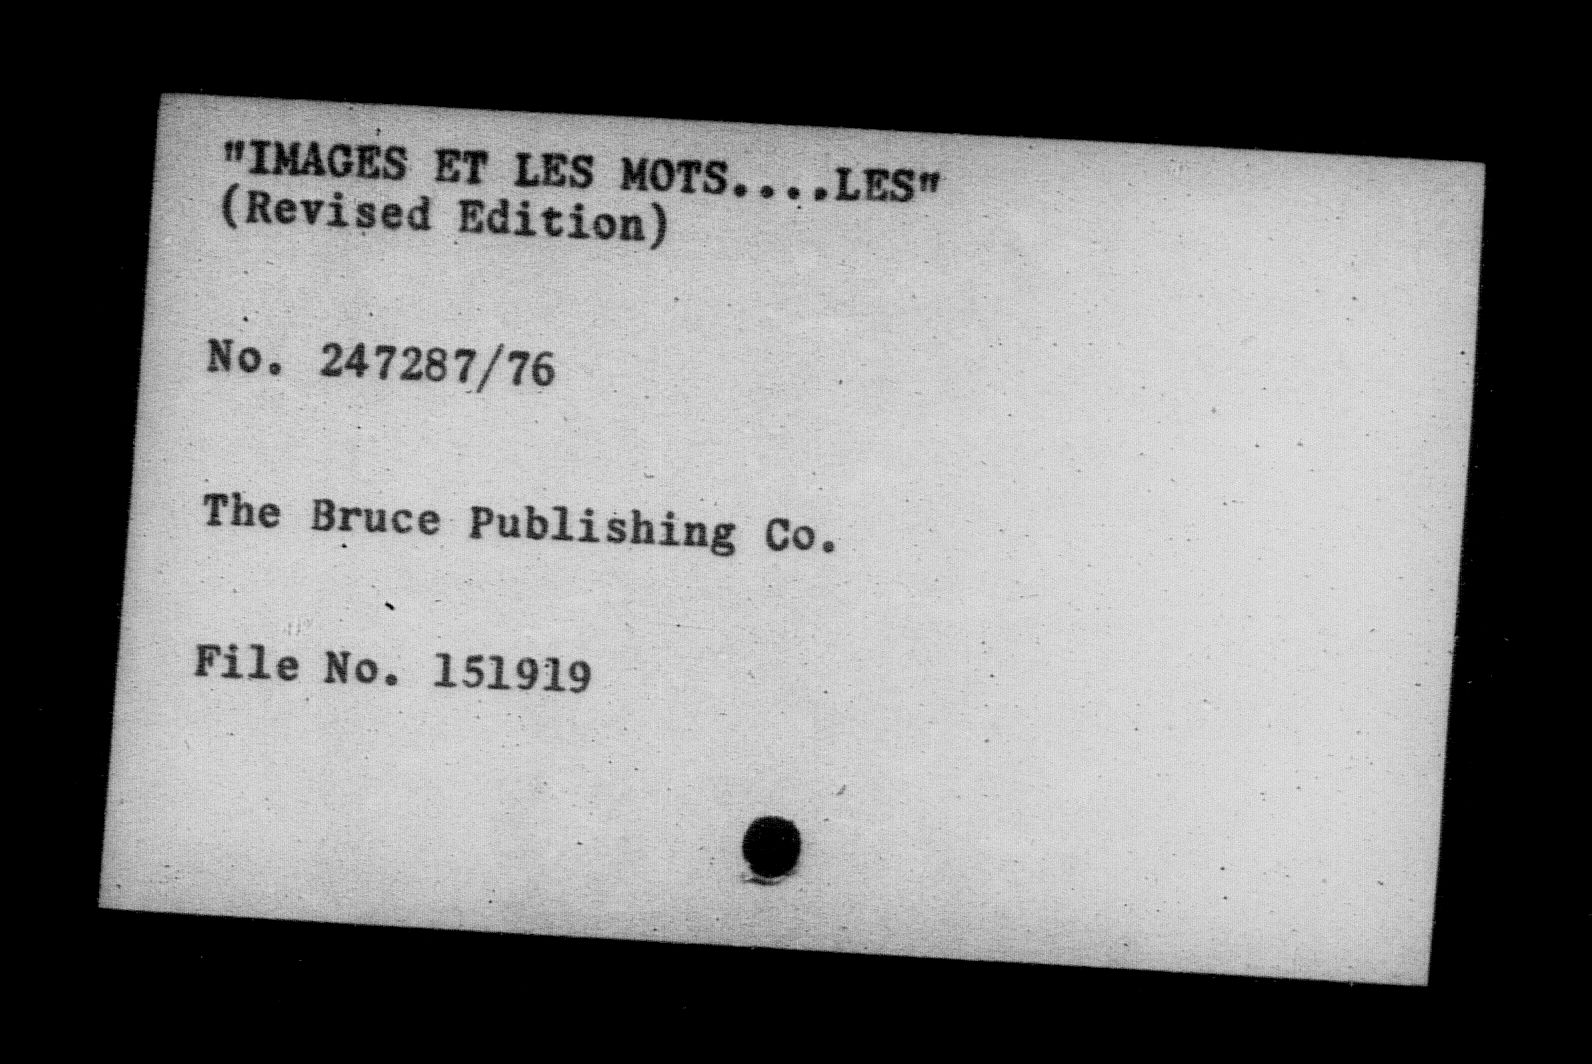 "IMAGES ET LES MOTS....LES"
(Revised Edition)
No. 247287/76
The Bruce Publishing Co.
File No. 151919